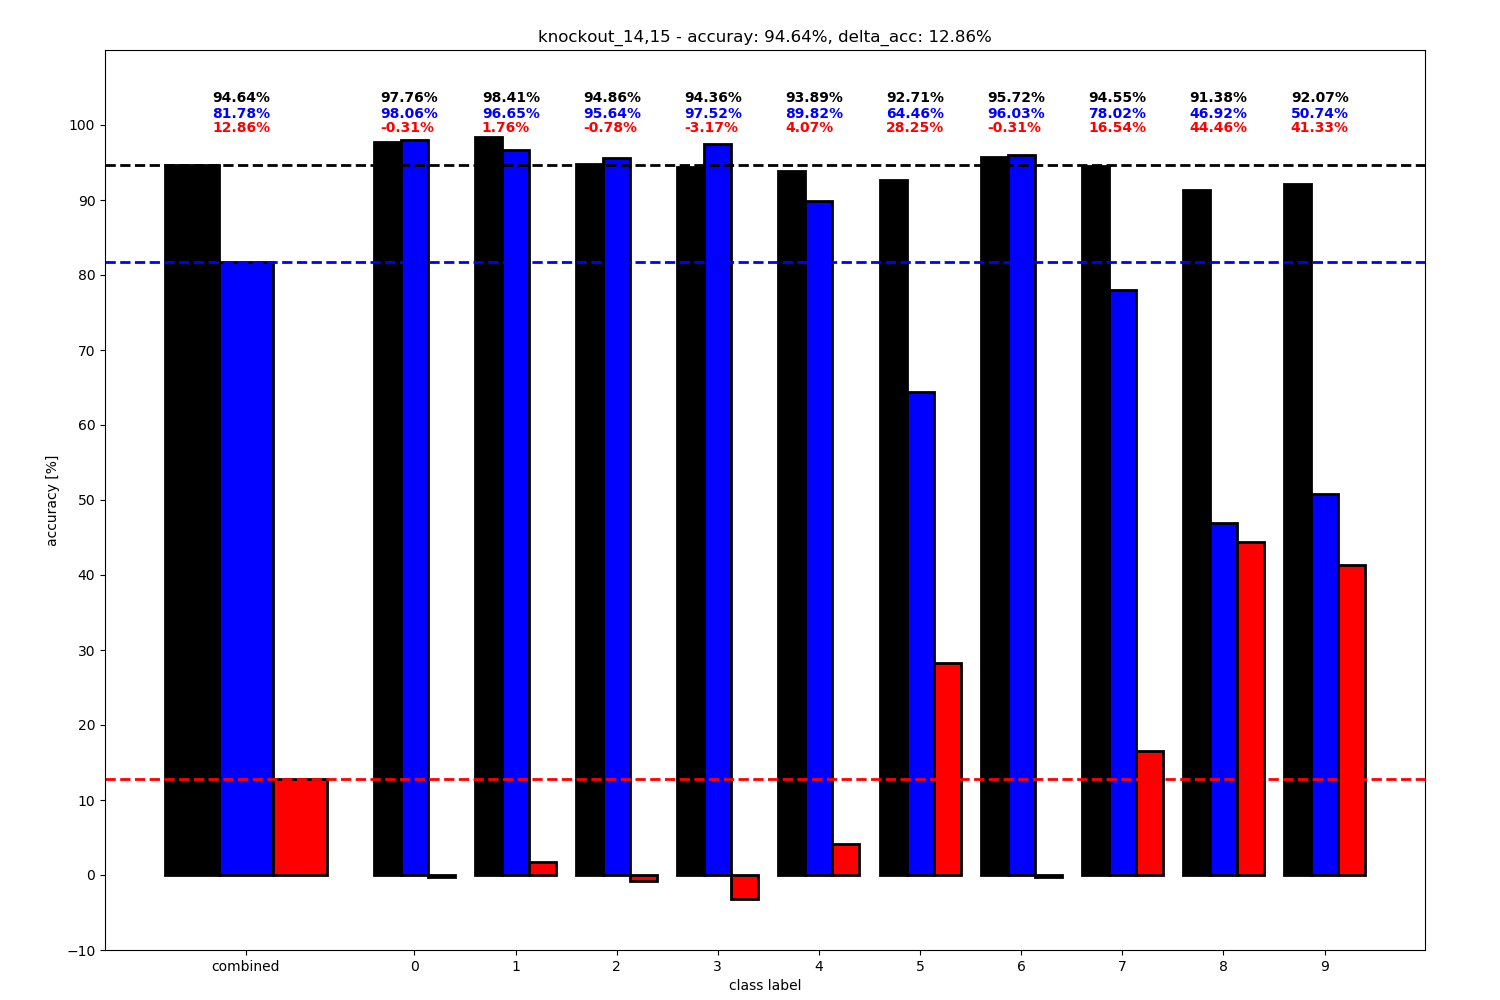 knockout_14,15 - accuray: 94.64%, delta_acc: 12.86%
94.64% 97.76% 98.41% 94.86% 94.36% 93.89% 92.71% 95.72% 94.55% 91.38% 92.07%
81.78% 98.06% 96.65% 95.64% 97.52% 89.82% 64.46% 96.03% 78.02% 46.92% 50.74%
12.86% -0.31% 1.76% -0.78% -3.17% 4.07% 28.25% -0.31% 16.54% 44.46% 41.33%
100
90
80
70
60
50
40
30
20
10
0
−10
accuracy [%]
combined 0 1 2 3 4 5 6 7 8 9
class label